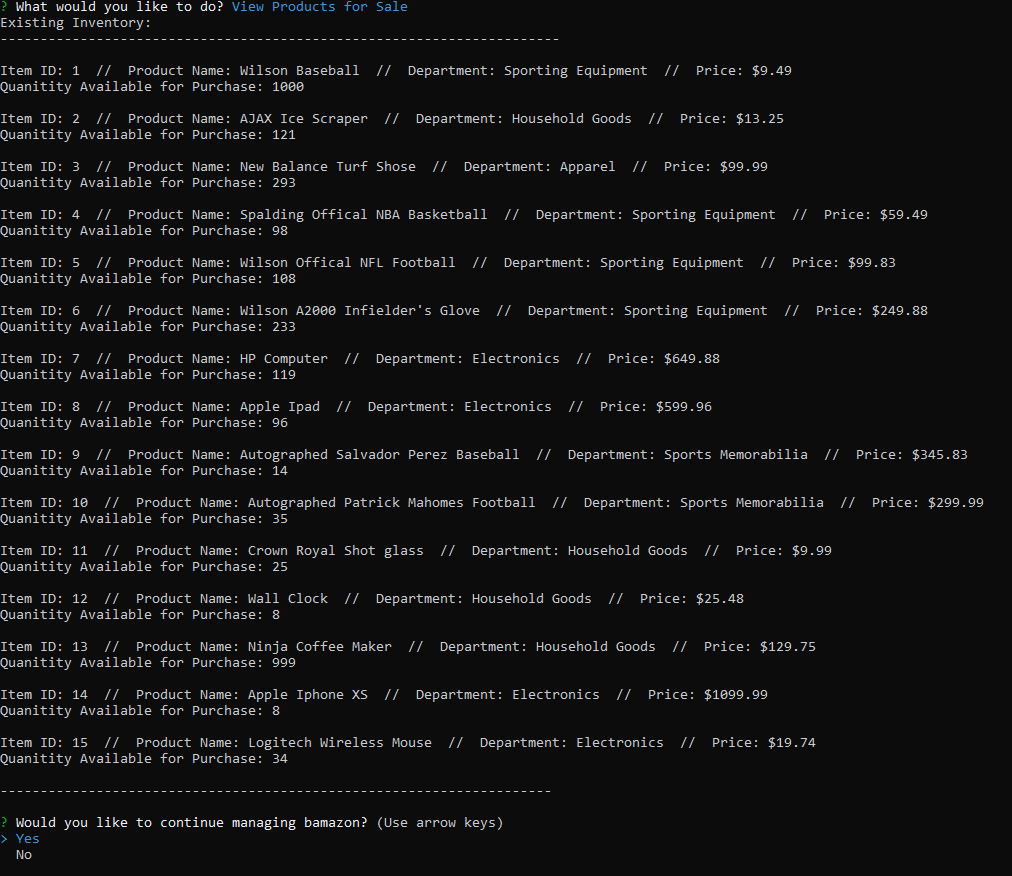 ? What would you like to do? View Products for Sale
Existing Inventory:
----------------------------------------------------------------------
Item ID: 1  //  Product Name: Wilson Baseball  //  Department: Sporting Equipment  //  Price: $9.49
Quanitity Available for Purchase: 1000
Item ID: 2  //  Product Name: AJAX Ice Scraper  //  Department: Household Goods  //  Price: $13.25
Quanitity Available for Purchase: 121
Item ID: 3  //  Product Name: New Balance Turf Shose  //  Department: Apparel  //  Price: $99.99
Quanitity Available for Purchase: 293
Item ID: 4  //  Product Name: Spalding Offical NBA Basketball  //  Department: Sporting Equipment  //  Price: $59.49
Quanitity Available for Purchase: 98
Item ID: 5  //  Product Name: Wilson Offical NFL Football  //  Department: Sporting Equipment  //  Price: $99.83
Quanitity Available for Purchase: 108
Item ID: 6  //  Product Name: Wilson A2000 Infielder's Glove  //  Department: Sporting Equipment  //  Price: $249.88
Quanitity Available for Purchase: 233
Item ID: 7  //  Product Name: HP Computer  //  Department: Electronics  //  Price: $649.88
Quanitity Available for Purchase: 119
Item ID: 8  //  Product Name: Apple Ipad  //  Department: Electronics  //  Price: $599.96
Quanitity Available for Purchase: 96
Item ID: 9  //  Product Name: Autographed Salvador Perez Baseball  //  Department: Sports Memorabilia  //  Price: $345.83
Quanitity Available for Purchase: 14
Item ID: 10  //  Product Name: Autographed Patrick Mahomes Football  //  Department: Sports Memorabilia  //  Price: $299.99
Quanitity Available for Purchase: 35
Item ID: 11  //  Product Name: Crown Royal Shot glass  //  Department: Household Goods  //  Price: $9.99
Quanitity Available for Purchase: 25
Item ID: 12  //  Product Name: Wall Clock  //  Department: Household Goods  //  Price: $25.48
Quanitity Available for Purchase: 8
Item ID: 13  //  Product Name: Ninja Coffee Maker  //  Department: Household Goods  //  Price: $129.75
Quanitity Available for Purchase: 999
Item ID: 14  //  Product Name: Apple Iphone XS  //  Department: Electronics  //  Price: $1099.99
Quanitity Available for Purchase: 8
Item ID: 15  //  Product Name: Logitech Wireless Mouse  //  Department: Electronics  //  Price: $19.74
Quanitity Available for Purchase: 34
---------------------------------------------------------------------
? Would you like to continue managing bamazon? (Use arrow keys)
> Yes
  No